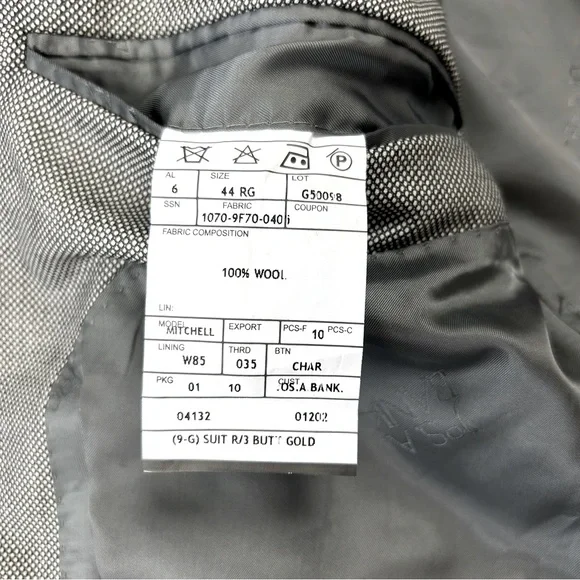 P
AL SIZE LOT
6 44 RG G50098
SSN FABRIC COUPON
1070-9F70-040
FABRIC COMPOSITION
100% WOOL
LIN:
MODEL EXPORT PCS-F 10 PCS-C
MITCHELL
LINING THRD BTN
W85 035 CHAR
PKG 01 10 CUST
.OS.A BANK.
04132 01202
(9-G) SUIT R/3 BUTT GOLD